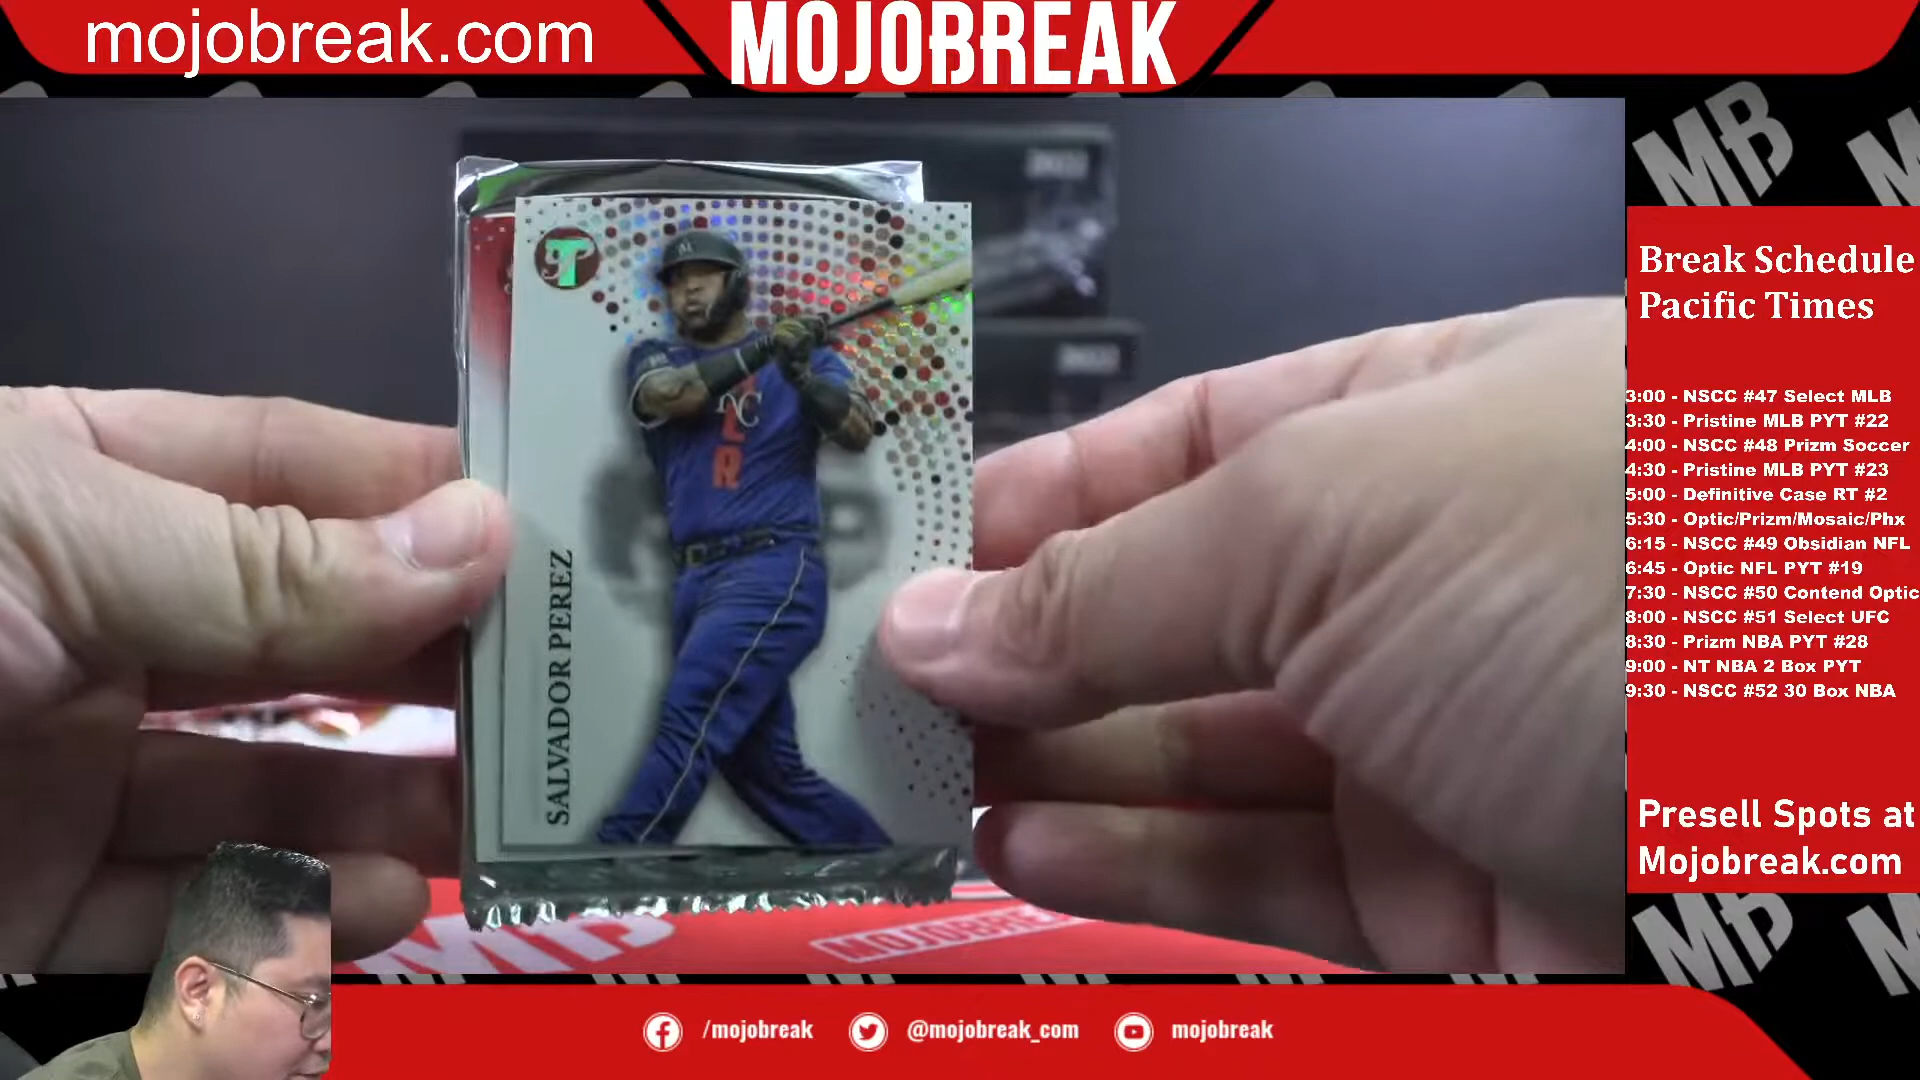 mojobreak.com
MOJOBREAK
SALVADOR PEREZ
NC
R
MOJOBREAK
MB
Break Schedule
Pacific Times
3:00 - NSCC #47 Select MLB
3:30 - Pristine MLB PYT #22
4:00 - NSCC #48 Prizm Soccer
4:30 - Pristine MLB PYT #23
5:00 - Definitive Case RT #2
5:30 - Optic/Prizm/Mosaic/Phx
6:15 - NSCC #49 Obsidian NFL
6:45 - Optic NFL PYT #19
7:30 - NSCC #50 Contend Optic
8:00 - NSCC #51 Select UFC
8:30 - Prizm NBA PYT #28
9:00 - NT NBA 2 Box PYT
9:30 - NSCC #52 30 Box NBA
Presell Spots at
Mojobreak.com
MB
MB
/mojobreak
@mojobreak_com
mojobreak